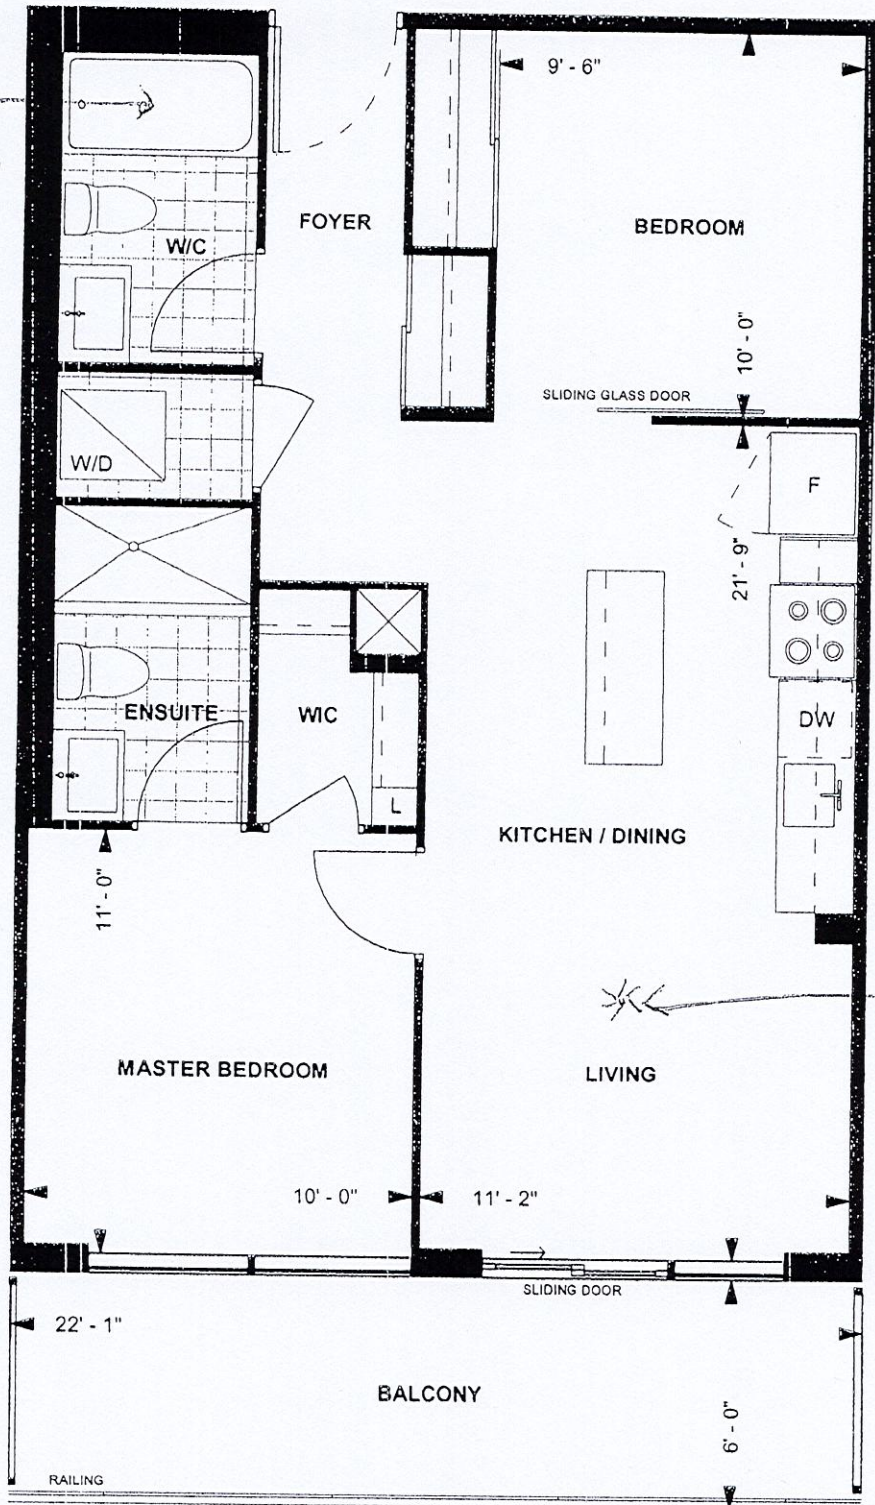 9' - 6"
FOYER
W/C
BEDROOM
10' - 0"
SLIDING GLASS DOOR
W/D
F
21' - 9"
ENSUITE
WIC
DW
L
KITCHEN / DINING
11' - 0"
MASTER BEDROOM
LIVING
10' - 0"
11' - 2"
SLIDING DOOR
22' - 1"
BALCONY
6' - 0"
RAILING